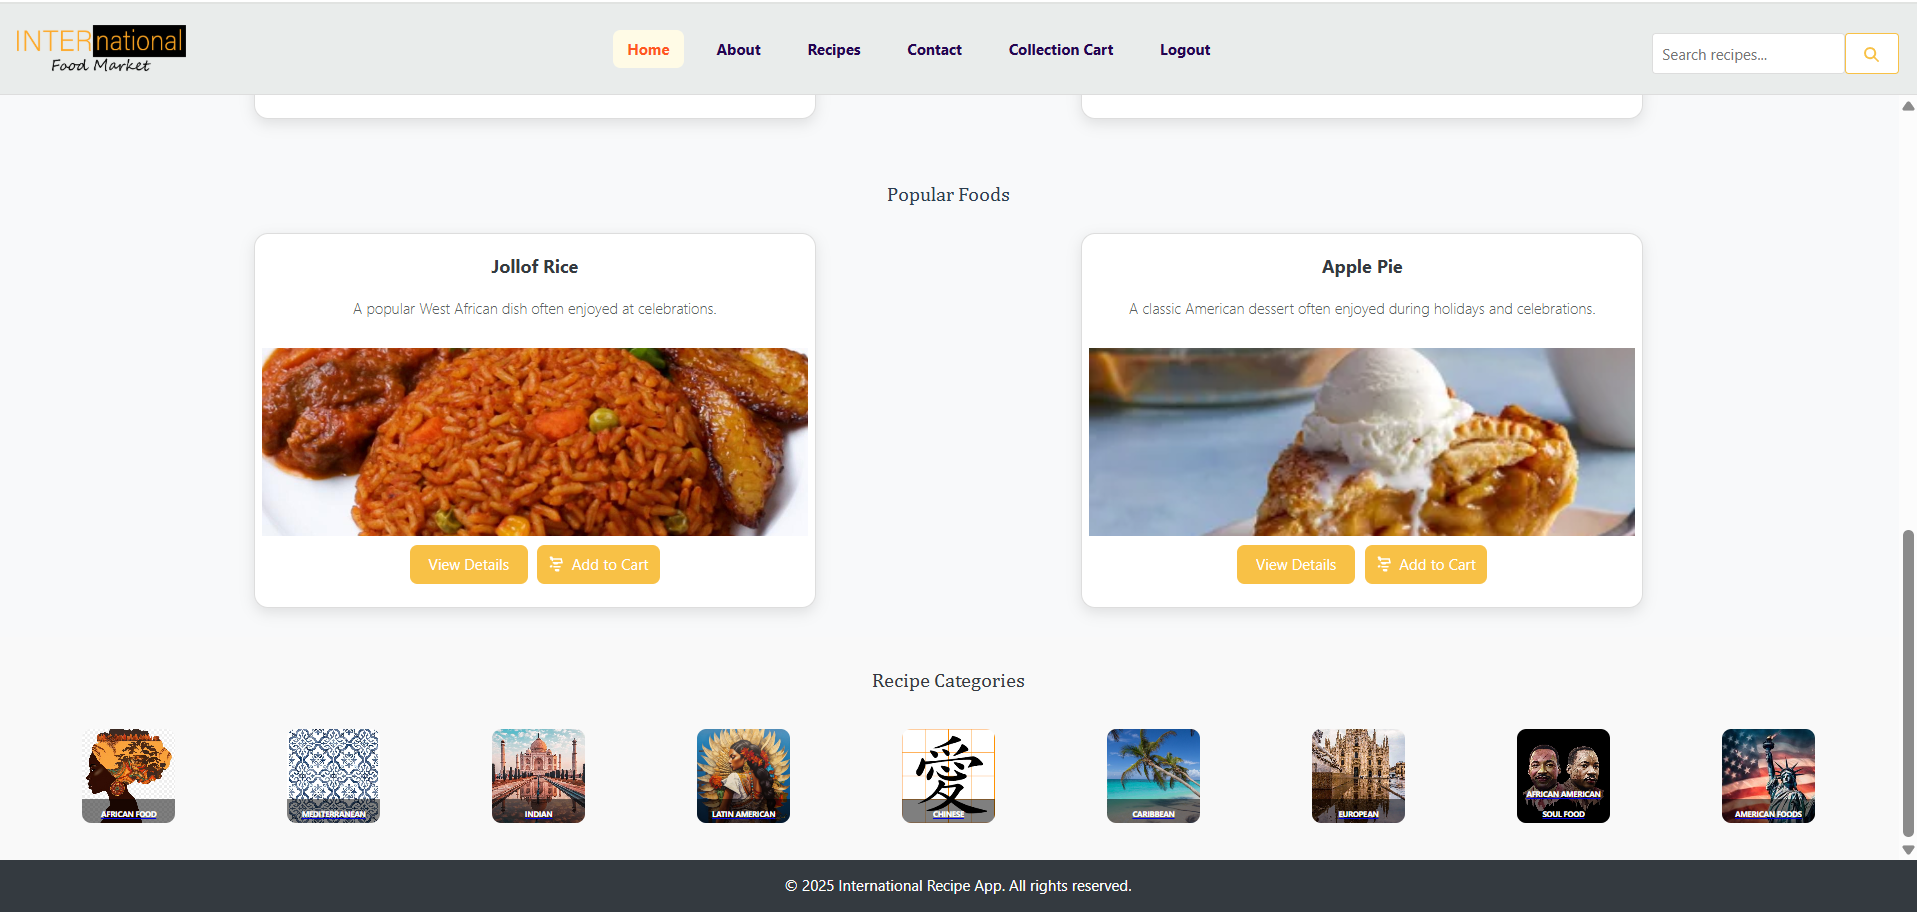 INTERnational
Food Market
Home
About
Recipes
Contact
Collection Cart
Logout
Search recipes...
Popular Foods
Jollof Rice
A popular West African dish often enjoyed at celebrations.
View Details
Add to Cart
Apple Pie
A classic American dessert often enjoyed during holidays and celebrations.
View Details
Add to Cart
Recipe Categories
AFRICAN FOOD
MEDITERRANEAN
INDIAN
LATIN AMERICAN
愛
CHINESE
CARIBBEAN
EUROPEAN
AFRICAN AMERICAN
SOUL FOOD
AMERICAN FOODS
© 2025 International Recipe App. All rights reserved.